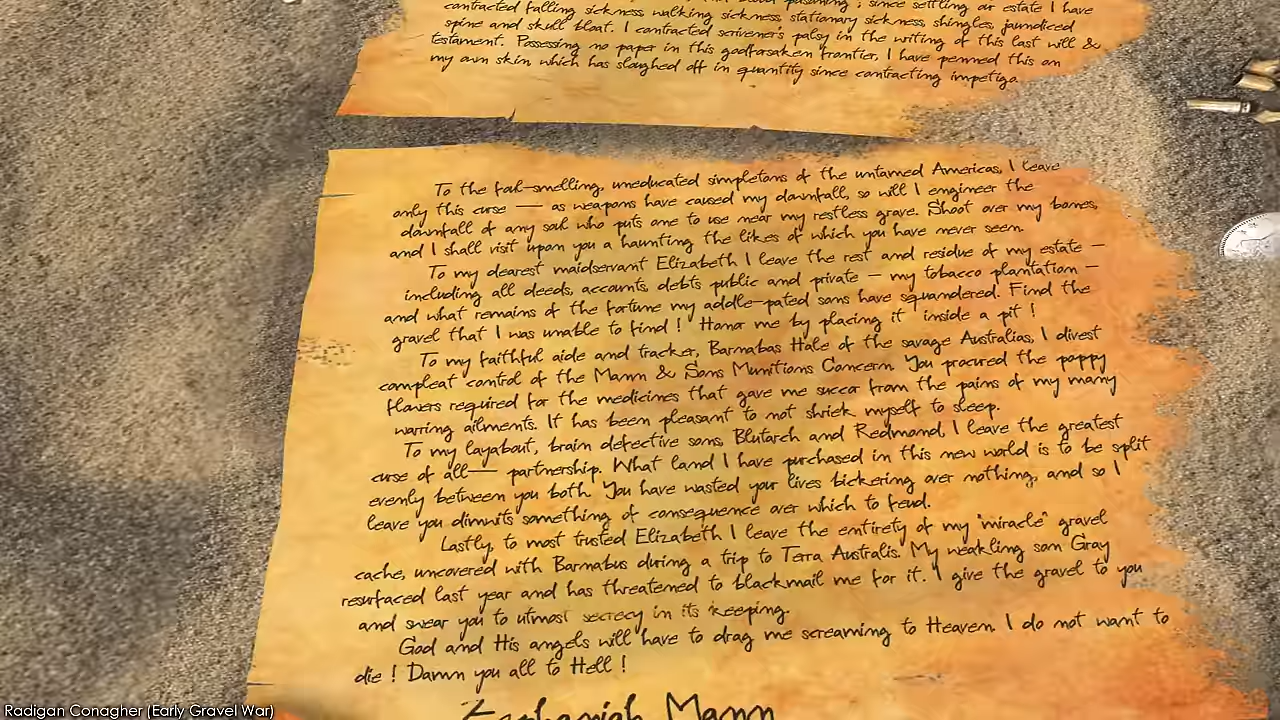 contracted falling sickness walking sickness, stationary sickness, shingles, jaundiced
spine and skull bloat. I contracted scrivener's palsy in the writing of this last will &
testament. Possessing no paper in this godforsaken frontier, I have penned this on
my own skin which has sloughed off in quantity since contracting impetigo.
To the foul-smelling, uneducated simpletons of the untamed Americas, I leave
only this curse — as weapons have caused my downfall, so will I engineer the
downfall of any soul who puts one to use near my restless grave. Shoot over my bones,
and I shall visit upon you a haunting the likes of which you have never seem.
To my dearest maidservant Elizabeth I leave the rest and residue of my estate —
including all deeds, accounts, debts public and private — my tobacco plantation —
and what remains of the fortune my addle-pated sons have squandered. Find the
gravel that I was unable to find ! Honor me by placing it inside a pit !
To my faithful aide and tracker, Barnabas Hale of the savage Australias, I divest
compleat control of the Mann & Sons Munitions Concern. You procured the poppy
flowers required for the medicines that gave me succor from the pains of my many
warring ailments. It has been pleasant to not shriek myself to sleep.
To my layabout, brain defective sons, Blutarch and Redmond, I leave the greatest
curse of all— partnership. What land I have purchased in this new world is to be split
evenly between you both. You have wasted your lives bickering over nothing, and so I
leave you dimwits something of consequence over which to feud.
Lastly, to most trusted Elizabeth I leave the entirety of my "miracle" gravel
cache, uncovered with Barnabus during a trip to Terra Australis. My weakling son Gray
resurfaced last year and has threatened to blackmail me for it. I give the gravel to you
and swear you to utmost secrecy in its keeping.
God and His angels will have to drag me screaming to Heaven. I do not want to
die ! Damn you all to Hell !
Zepheniah Mann
Radigan Conagher (Early Gravel War)